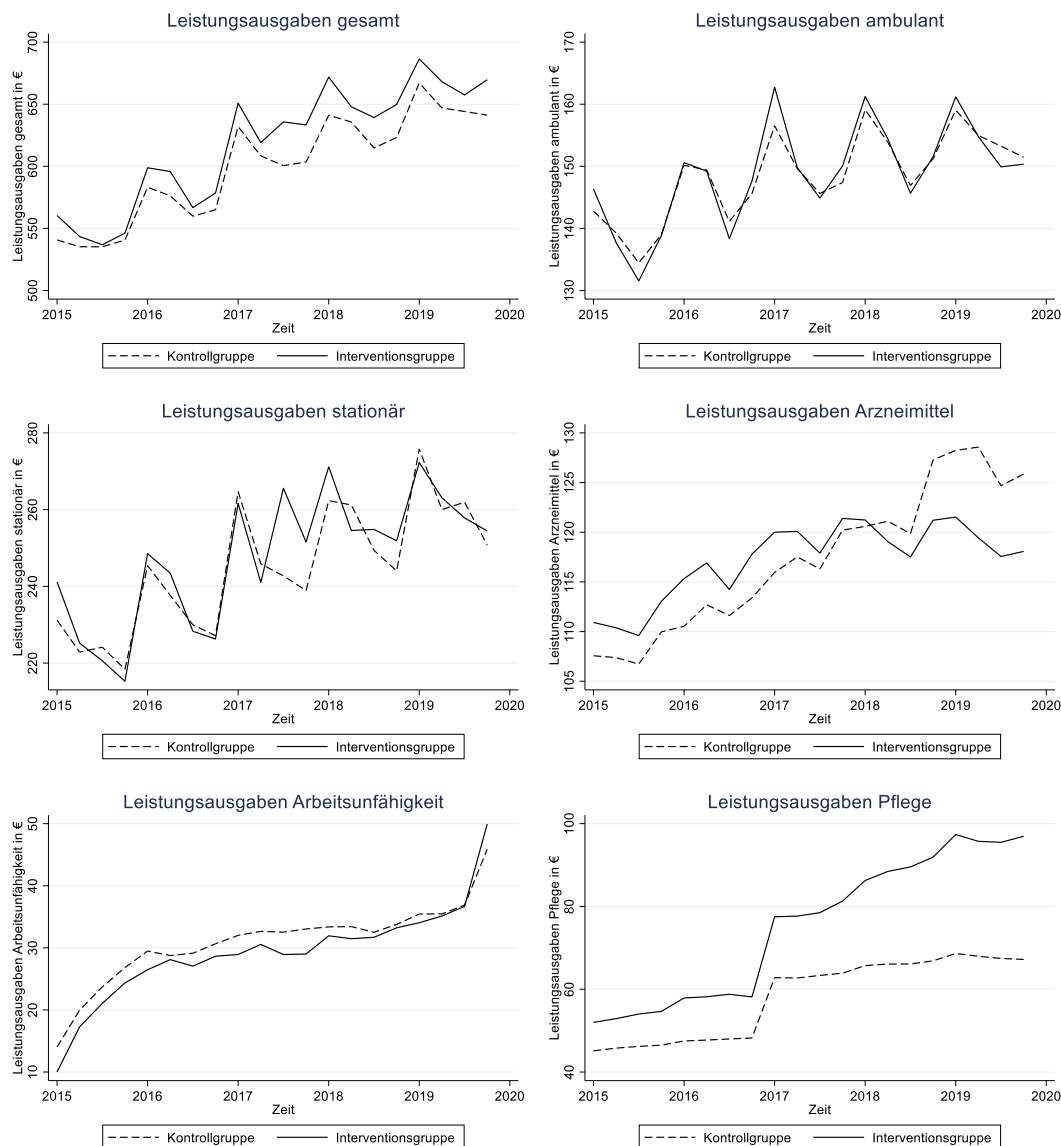 Leistungsausgaben gesamt
Leistungsausgaben gesamt in €
700
650
600
550
500
2015 2016 2017 2018 2019 2020
Zeit
Kontrollgruppe Interventionsgruppe
Leistungsausgaben ambulant
Leistungsausgaben ambulant in €
170
160
150
140
130
2015 2016 2017 2018 2019 2020
Zeit
Kontrollgruppe Interventionsgruppe
Leistungsausgaben stationär
Leistungsausgaben stationär in €
280
260
240
220
2015 2016 2017 2018 2019 2020
Zeit
Kontrollgruppe Interventionsgruppe
Leistungsausgaben Arzneimittel
Leistungsausgaben Arzneimittel in €
130
125
120
115
110
105
2015 2016 2017 2018 2019 2020
Zeit
Kontrollgruppe Interventionsgruppe
Leistungsausgaben Arbeitsunfähigkeit
Leistungsausgaben Arbeitsunfähigkeit in €
50
40
30
20
10
2015 2016 2017 2018 2019 2020
Zeit
Kontrollgruppe Interventionsgruppe
Leistungsausgaben Pflege
Leistungsausgaben Pflege in €
100
80
60
40
2015 2016 2017 2018 2019 2020
Zeit
Kontrollgruppe Interventionsgruppe